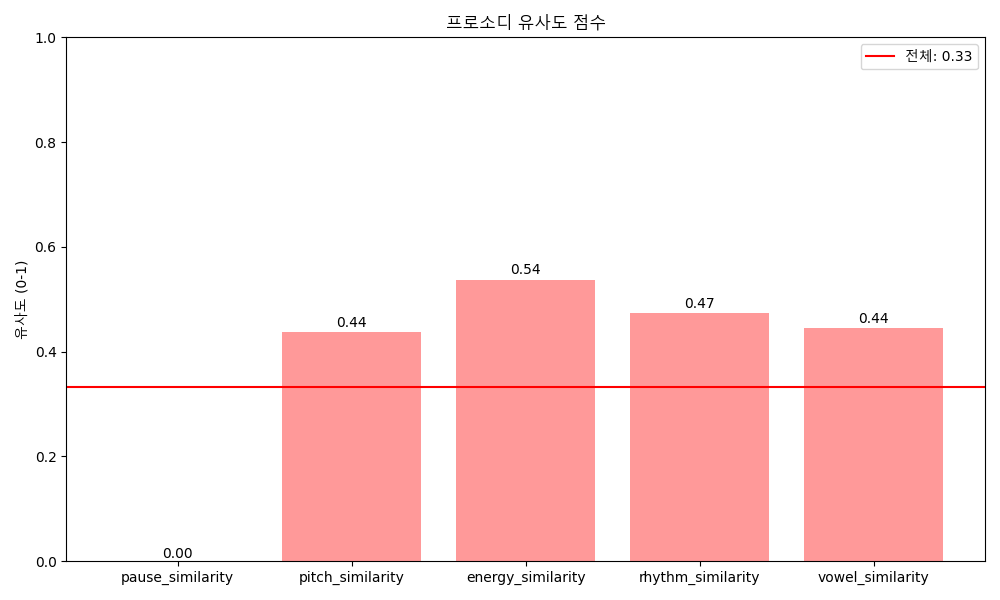 프로소디 유사도 점수
전체: 0.33
유사도 (0-1)
1.0
0.8
0.6
0.4
0.2
0.0
0.00
0.44
0.54
0.47
0.44
pause_similarity
pitch_similarity
energy_similarity
rhythm_similarity
vowel_similarity